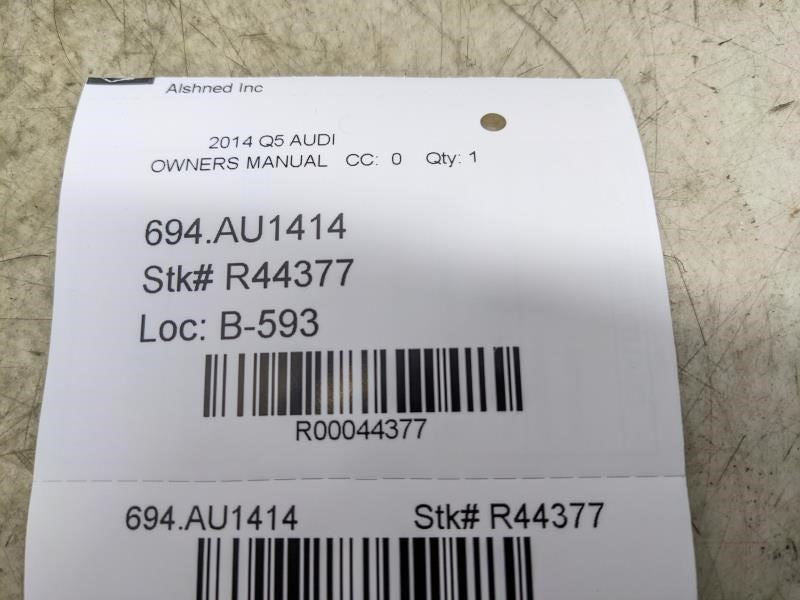 Alshned Inc
2014 Q5 AUDI
OWNERS MANUAL CC: 0 Qty: 1
694.AU1414
Stk# R44377
Loc: B-593
R00044377
694.AU1414 Stk# R44377